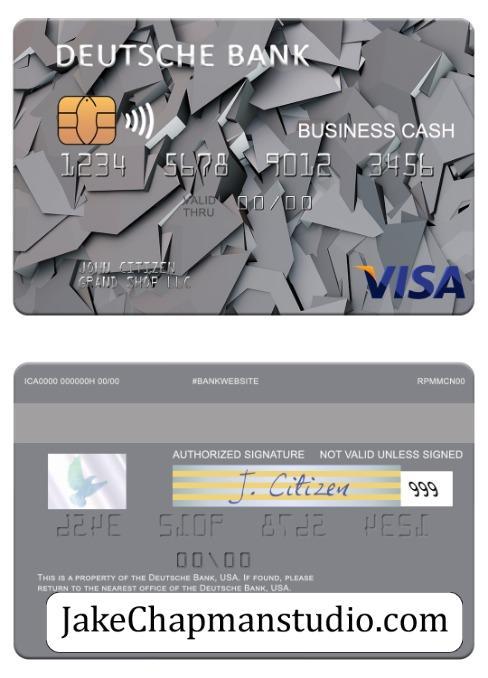 DEUTSCHE BANK
BUSINESS CASH
1234 5678 9012 3456
VALID THRU 00/00
JOHN CITIZEN
GRAND SHOP LLC
VISA
ICA0000 000000H 00/00 #BANKWEBSITE RPMMCN00
AUTHORIZED SIGNATURE NOT VALID UNLESS SIGNED
J. Citizen 999
1234 5678 9012 3456
00/00
THIS IS A PROPERTY OF THE DEUTSCHE BANK, USA. IF FOUND, PLEASE
RETURN TO THE NEAREST OFFICE OF THE DEUTSCHE BANK, USA.
JakeChapmanstudio.com